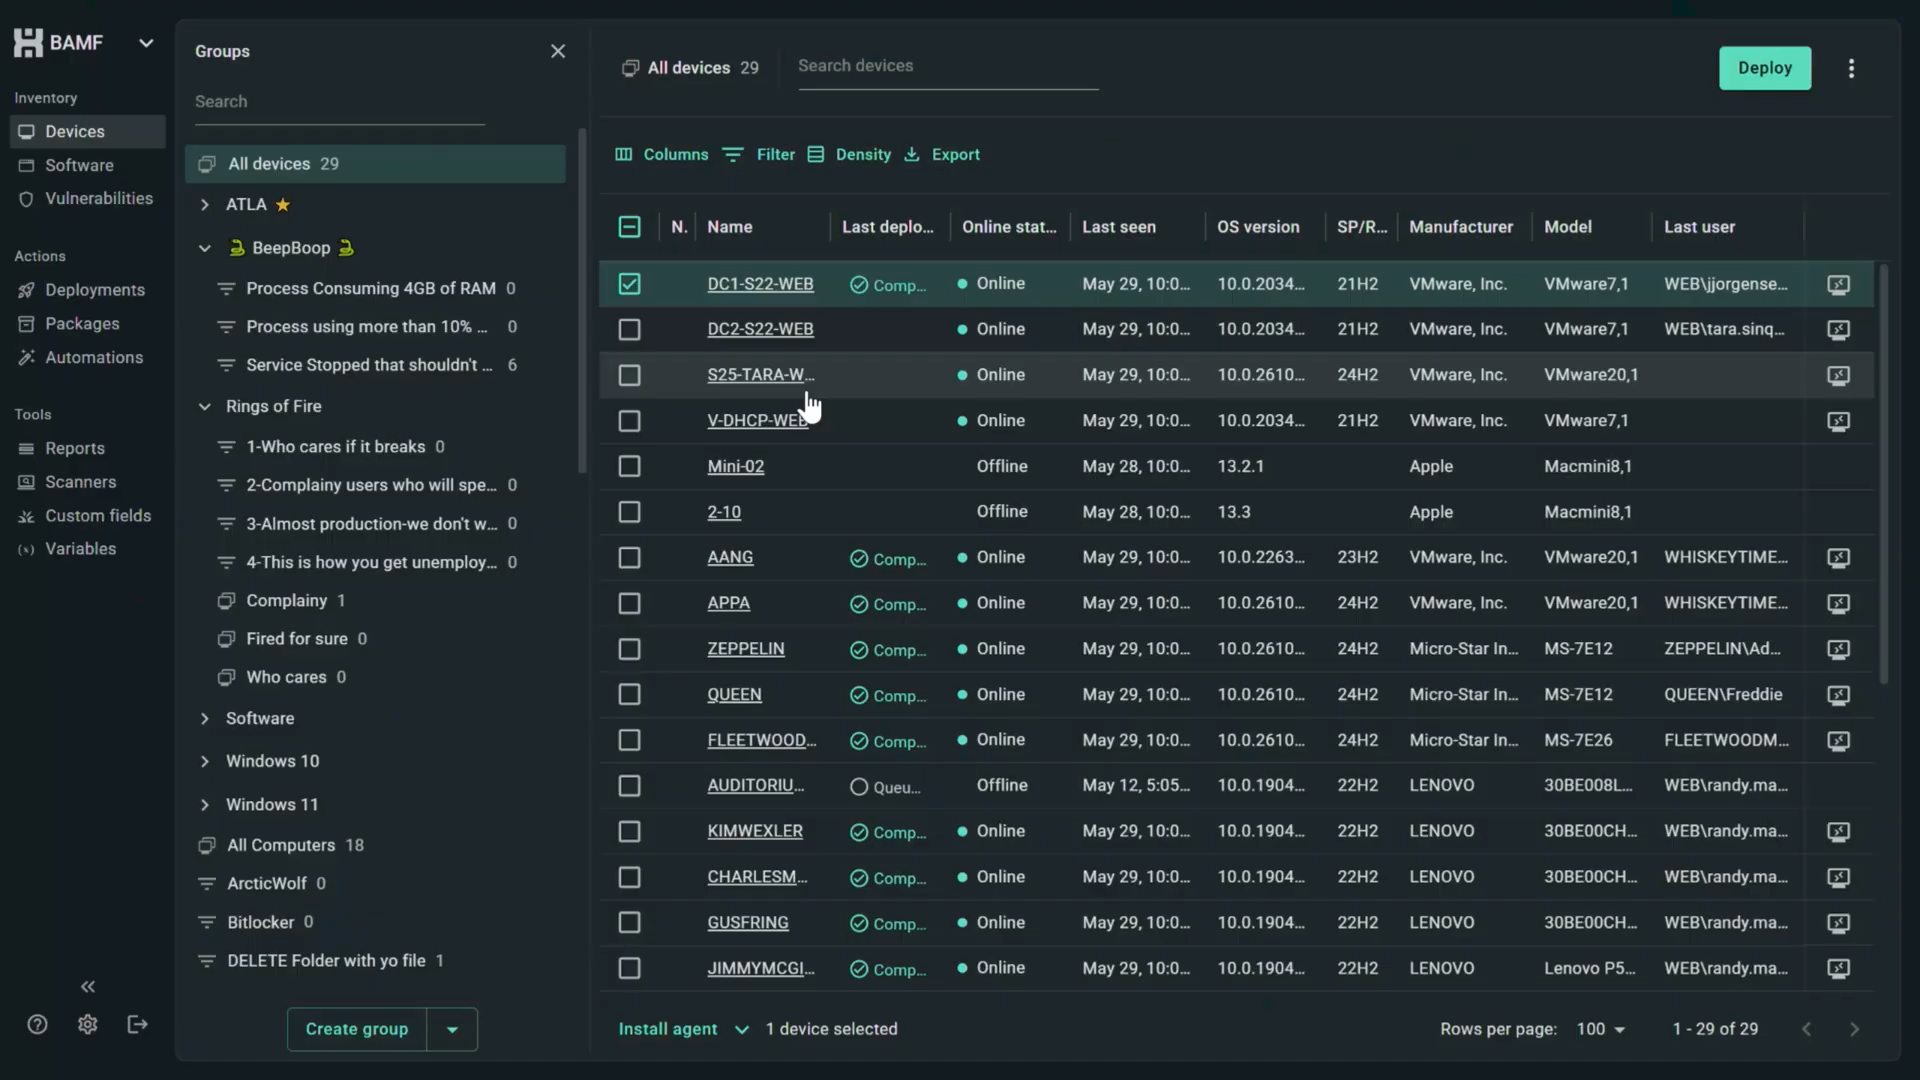 BAMF
Inventory
Devices
Software
Vulnerabilities
Actions
Deployments
Packages
Automations
Tools
Reports
Scanners
Custom fields
Variables
Groups
Search
All devices 29
ATLA
BeepBoop
Process Consuming 4GB of RAM 0
Process using more than 10% ... 0
Service Stopped that shouldn't ... 6
Rings of Fire
1-Who cares if it breaks 0
2-Complainy users who will spe... 0
3-Almost production-we don't w... 0
4-This is how you get unemploy... 0
Complainy 1
Fired for sure 0
Who cares 0
Software
Windows 10
Windows 11
All Computers 18
ArcticWolf 0
Bitlocker 0
DELETE Folder with yo file 1
Create group
All devices 29 Search devices Deploy
Columns Filter Density Export
N. Name Last deplo... Online stat... Last seen OS version SP/R... Manufacturer Model Last user
DC1-S22-WEB Comp... Online May 29, 10:0... 10.0.2034... 21H2 VMware, Inc. VMware7,1 WEB\jjorgense...
DC2-S22-WEB Online May 29, 10:0... 10.0.2034... 21H2 VMware, Inc. VMware7,1 WEB\tara.sinq...
S25-TARA-W... Online May 29, 10:0... 10.0.2610... 24H2 VMware, Inc. VMware20,1
V-DHCP-WEB Online May 29, 10:0... 10.0.2034... 21H2 VMware, Inc. VMware7,1
Mini-02 Offline May 28, 10:0... 13.2.1 Apple Macmini8,1
2-10 Offline May 28, 10:0... 13.3 Apple Macmini8,1
AANG Comp... Online May 29, 10:0... 10.0.2263... 23H2 VMware, Inc. VMware20,1 WHISKEYTIME...
APPA Comp... Online May 29, 10:0... 10.0.2610... 24H2 VMware, Inc. VMware20,1 WHISKEYTIME...
ZEPPELIN Comp... Online May 29, 10:0... 10.0.2610... 24H2 Micro-Star In... MS-7E12 ZEPPELIN\Ad...
QUEEN Comp... Online May 29, 10:0... 10.0.2610... 24H2 Micro-Star In... MS-7E12 QUEEN\Freddie
FLEETWOOD... Comp... Online May 29, 10:0... 10.0.2610... 24H2 Micro-Star In... MS-7E26 FLEETWOODM...
AUDITORIU... Queu... Offline May 12, 5:05... 10.0.1904... 22H2 LENOVO 30BE008L... WEB\randy.ma...
KIMWEXLER Comp... Online May 29, 10:0... 10.0.1904... 22H2 LENOVO 30BE00CH... WEB\randy.ma...
CHARLESM... Comp... Online May 29, 10:0... 10.0.1904... 22H2 LENOVO 30BE00CH... WEB\randy.ma...
GUSFRING Comp... Online May 29, 10:0... 10.0.1904... 22H2 LENOVO 30BE00CH... WEB\randy.ma...
JIMMYMCGI... Comp... Online May 29, 10:0... 10.0.1904... 22H2 LENOVO Lenovo P5... WEB\randy.ma...
Install agent 1 device selected Rows per page: 100 1 - 29 of 29